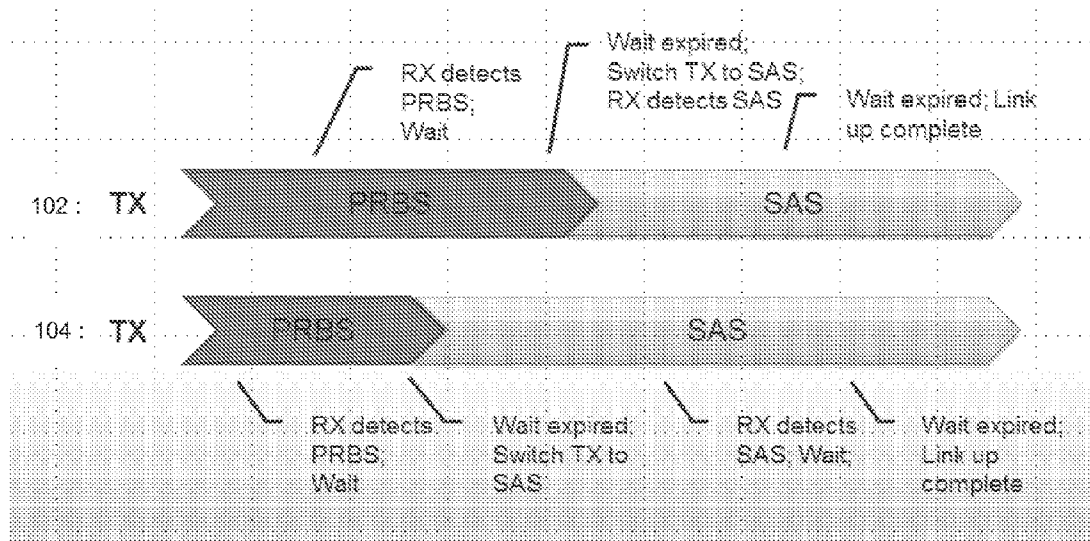 Wait expired;
Switch TX to SAS;
RX detects SAS
RX detects
PRBS;
Wait
Wait expired; Link
up complete
102 : TX PRBS SAS
104 : TX PRBS SAS
RX detects
PRBS;
Wait
Wait expired;
Switch TX to
SAS
RX detects
SAS, Wait;
Wait expired;
Link up
complete